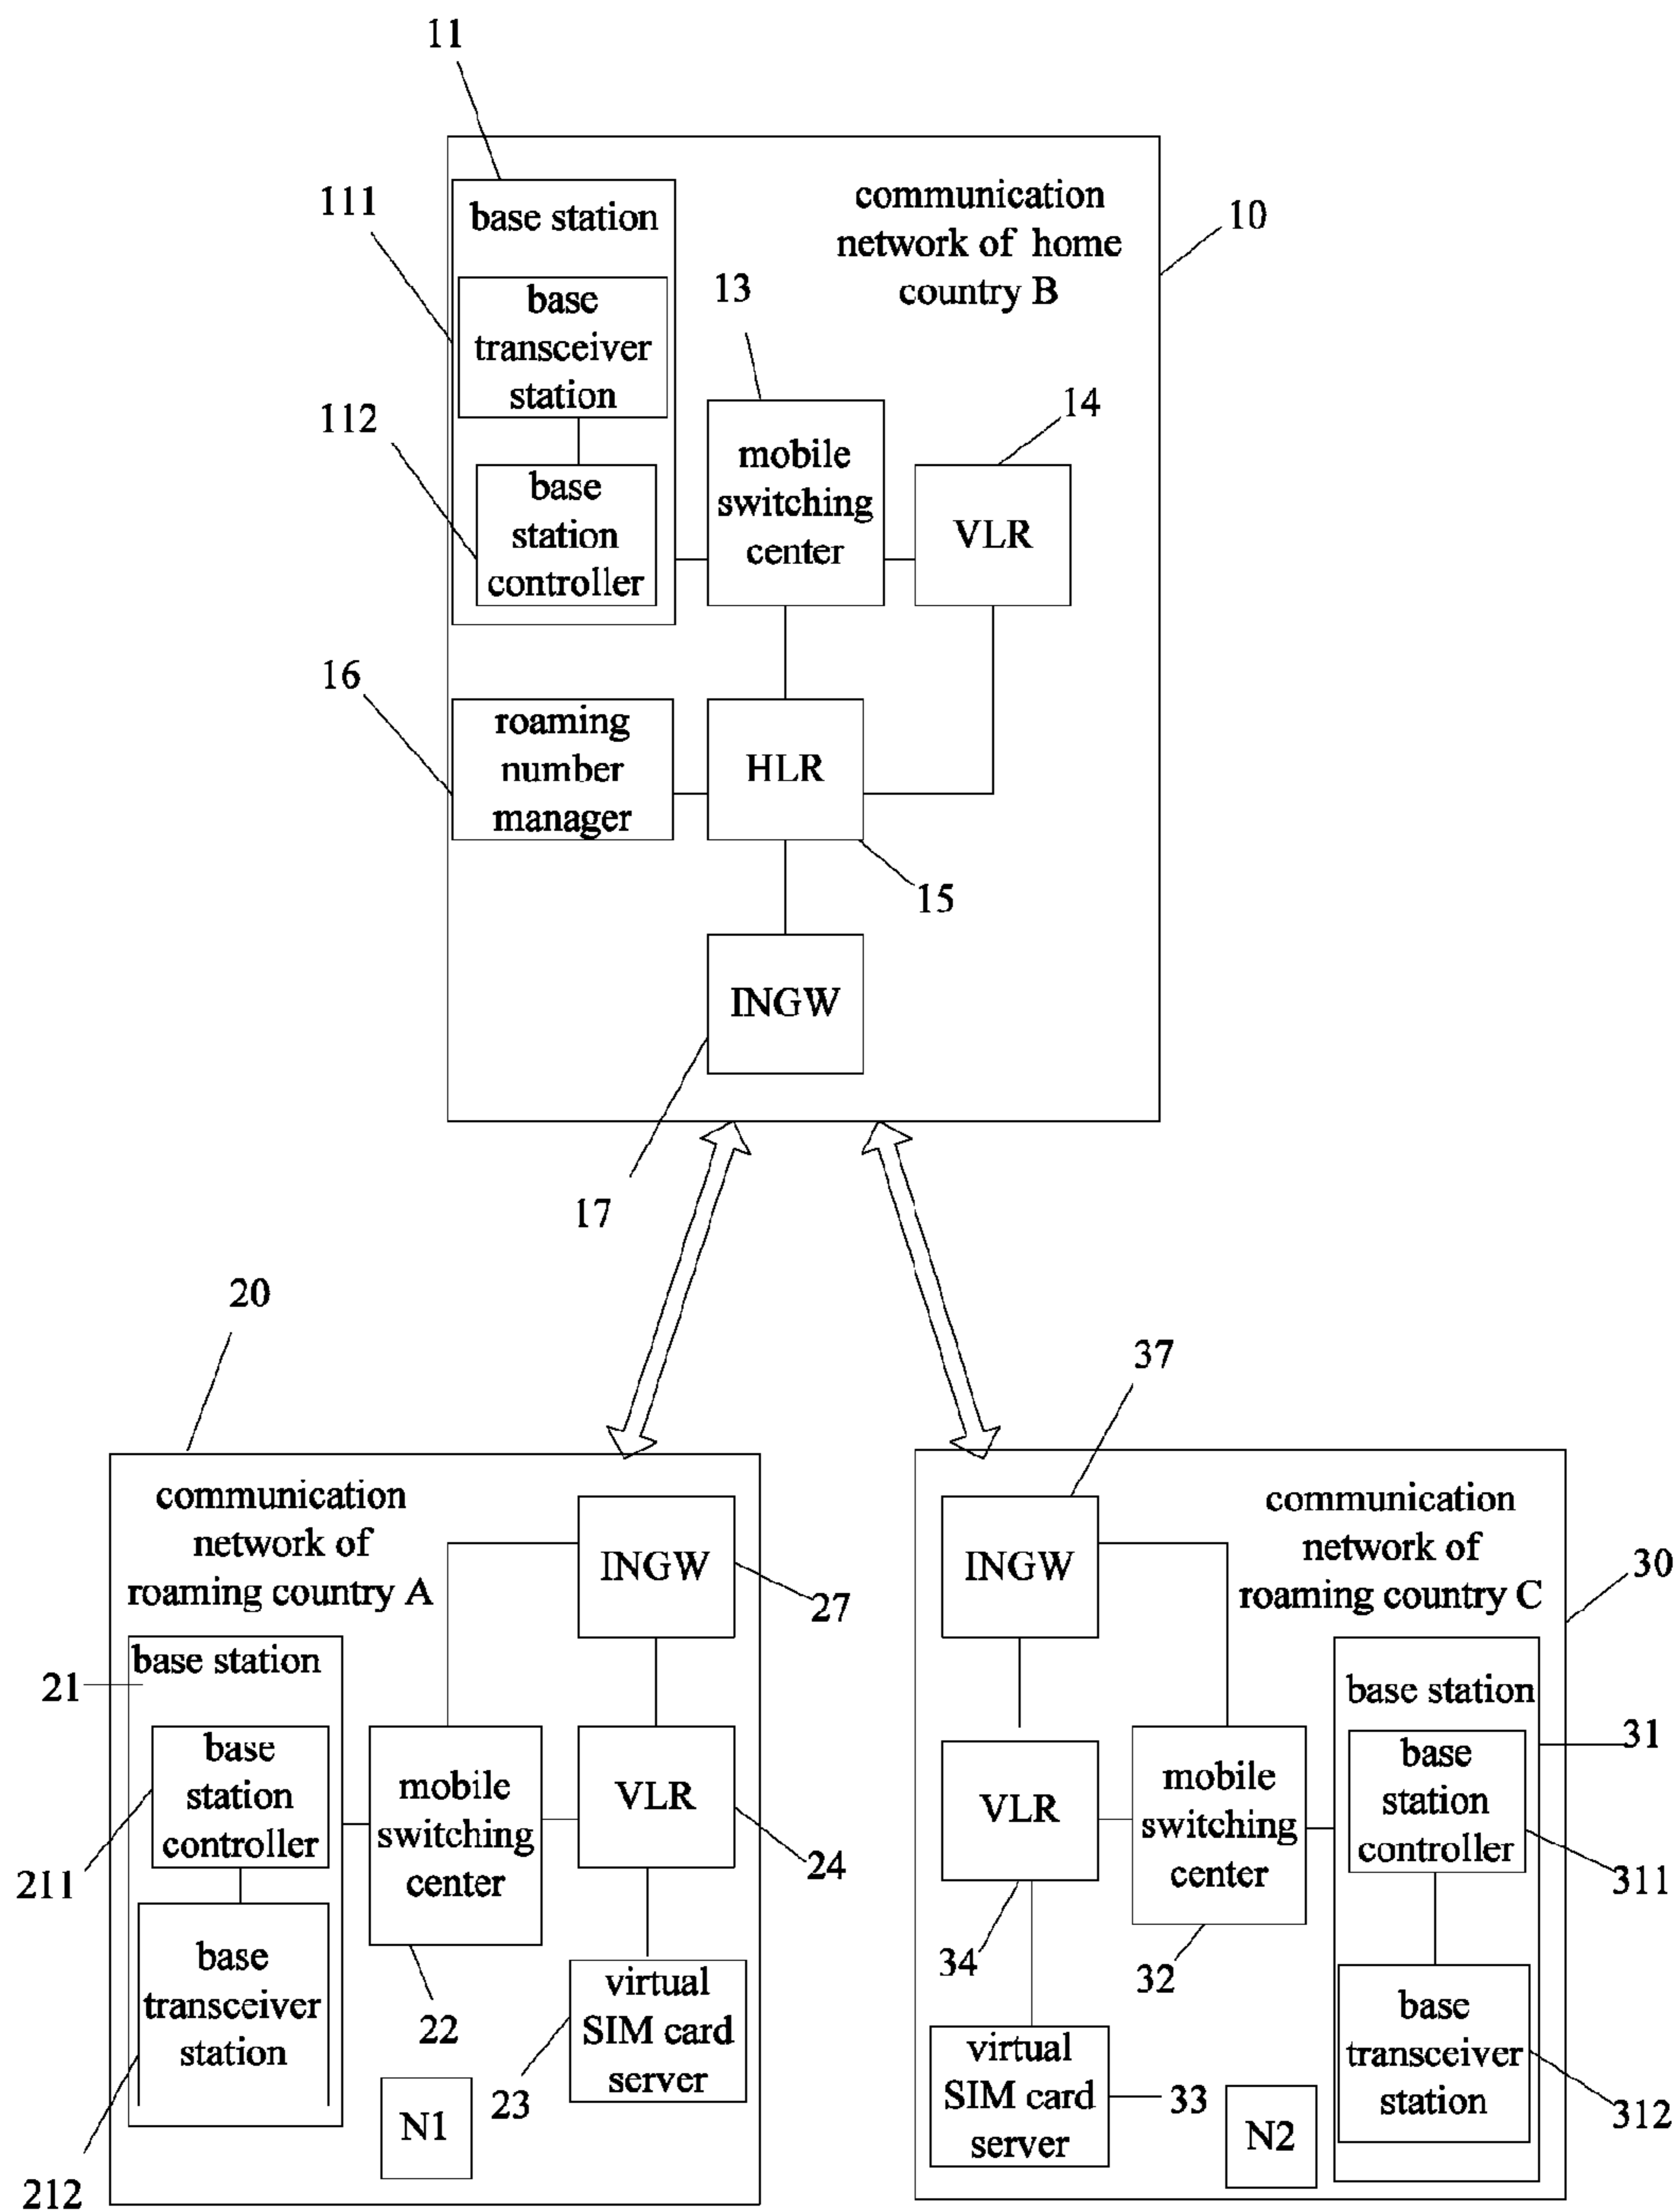 11
111
base station
communication
network of home
country B
10
base
transceiver
station
13
112
14
base
station
controller
mobile
switching
center
VLR
16
roaming
number
manager
HLR
15
INGW
17
20
37
communication
network of
roaming country A
INGW
27
base station
21
base
station
controller
mobile
switching
center
VLR
211
24
base
transceiver
station
22
virtual
SIM card
server
23
N1
212
INGW
communication
network of
roaming country C
30
base station
31
VLR
mobile
switching
center
base
station
controller
311
34
32
virtual
SIM card
server
33
N2
base
transceiver
station
312